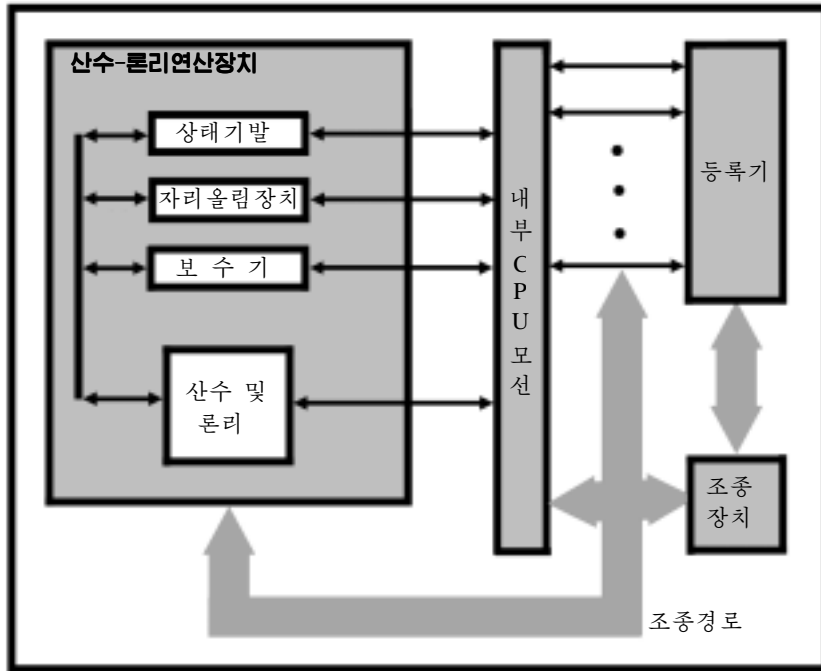 산수-론리연산장치
상태기발
자리올림장치
보 수 기
산수 및
론리
내
부
C
P
U
모
선
등록기
조종
장치
조종경로